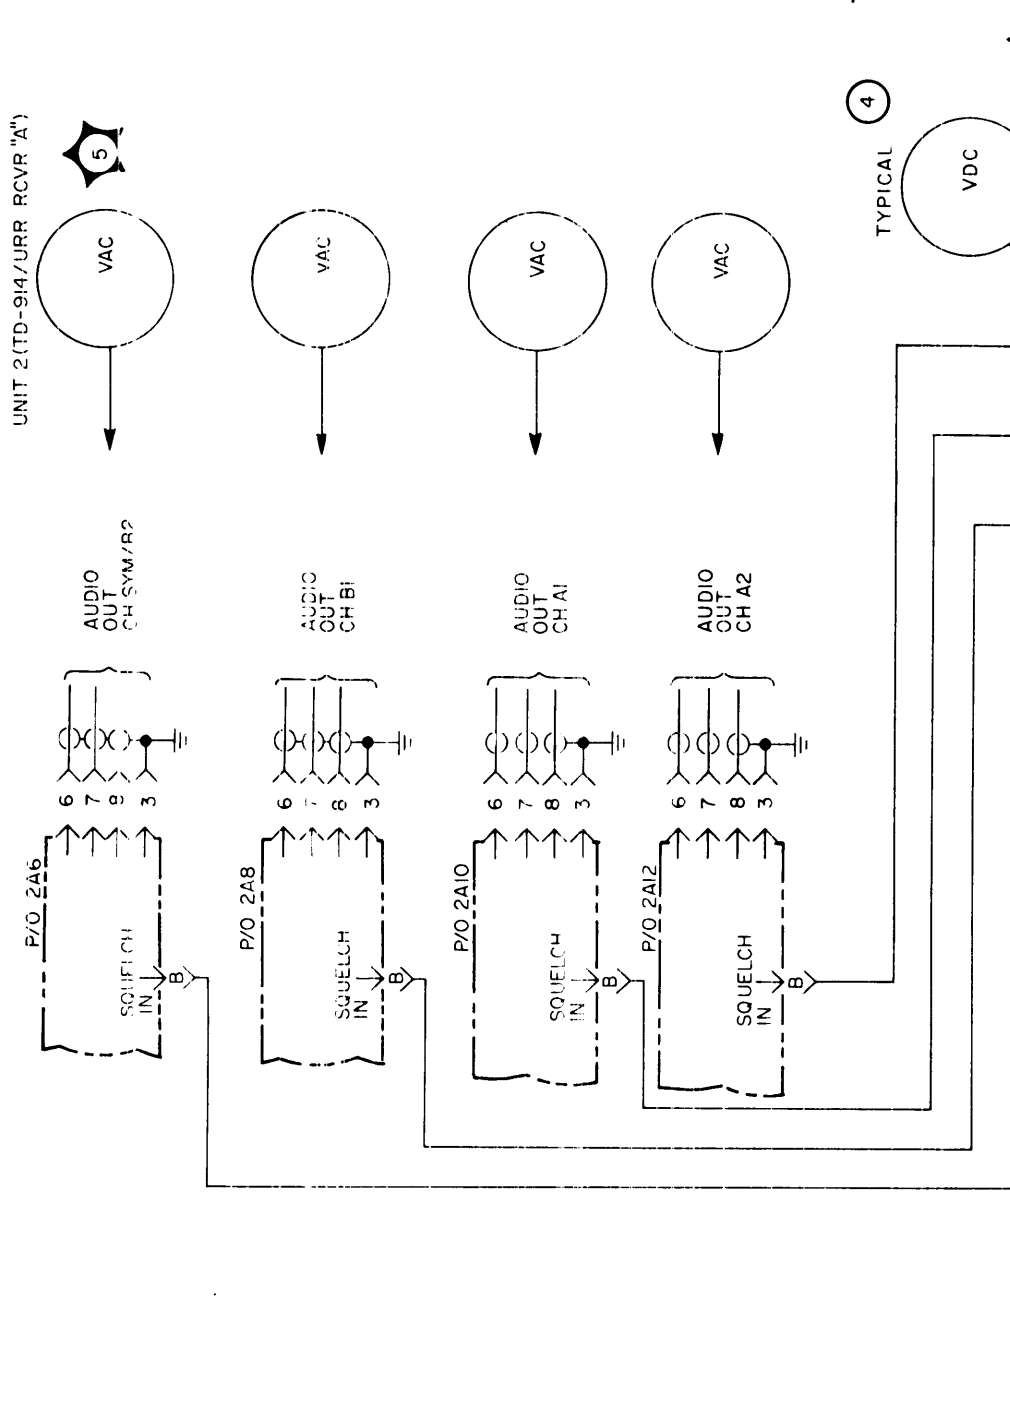 UNIT 2 (TD-914/URR RCVR "A")
5
VAC
AUDIO
OUT
CH SYM/B2
6
7
3
P/O 2A6
SQUELCH
IN
B
VAC
AUDIO
OUT
CH B1
6
7
8
3
P/O 2A8
SQUELCH
IN
B
VAC
AUDIO
OUT
CH A1
6
7
8
3
P/O 2A10
SQUELCH
IN
B
VAC
AUDIO
OUT
CH A2
6
7
8
3
P/O 2A12
SQUELCH
IN
B
4
TYPICAL
VDC